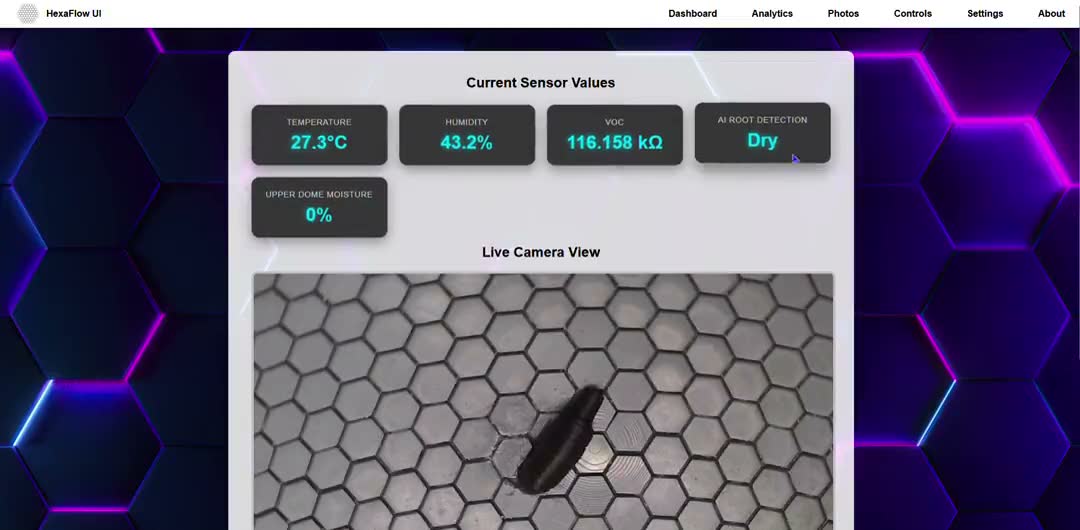 HexaFlow UI
Dashboard Analytics Photos Controls Settings About
Current Sensor Values
TEMPERATURE
27.3°C
HUMIDITY
43.2%
VOC
116.158 kΩ
AI ROOT DETECTION
Dry
UPPER DOME MOISTURE
0%
Live Camera View